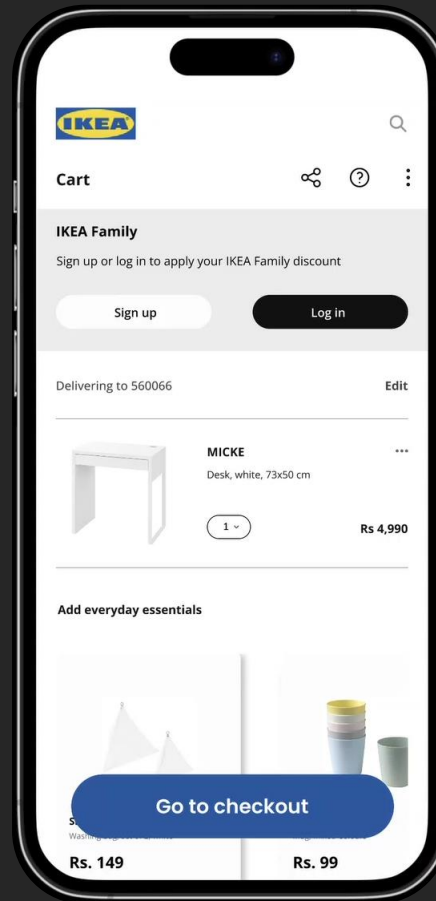 IKEA
Cart
IKEA Family
Sign up or log in to apply your IKEA Family discount
Sign up
Log in
Delivering to 560066
Edit
MICKE
Desk, white, 73x50 cm
1
Rs 4,990
Add everyday essentials
Go to checkout
Rs. 149
Rs. 99